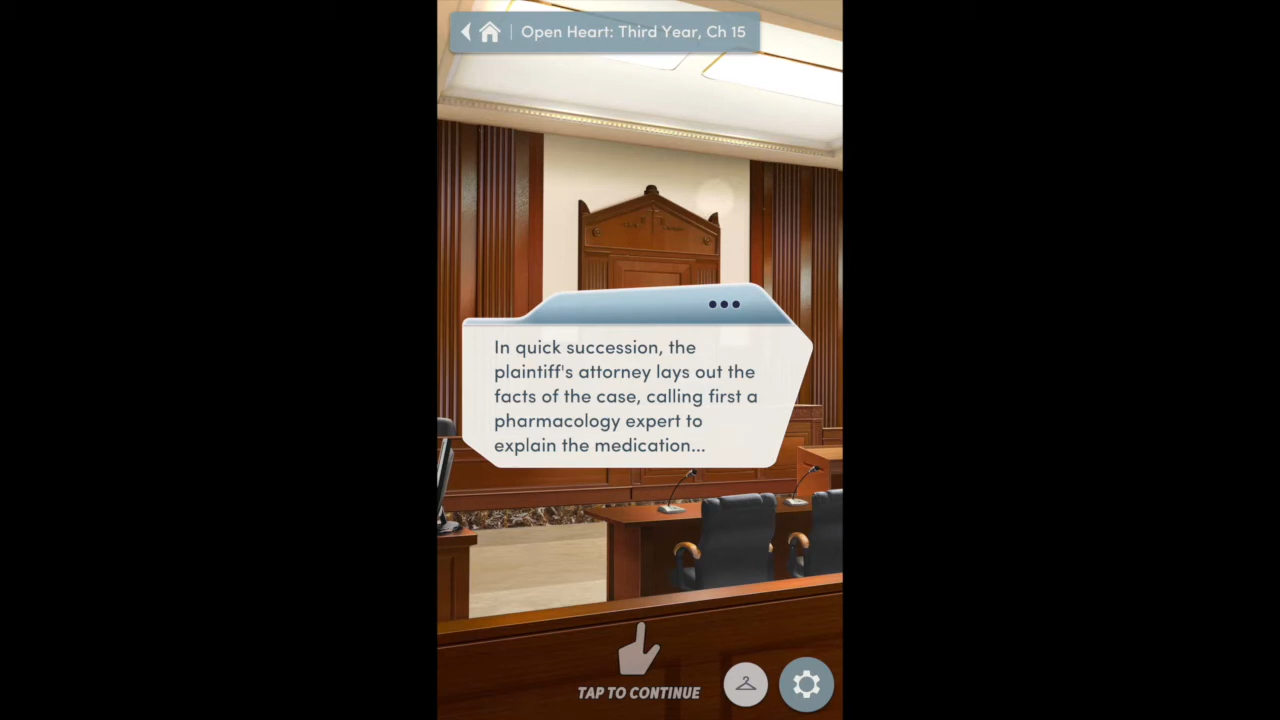 Open Heart: Third Year, Ch 15
In quick succession, the
plaintiff's attorney lays out the
facts of the case, calling first a
pharmacology expert to
explain the medication...
TAP TO CONTINUE